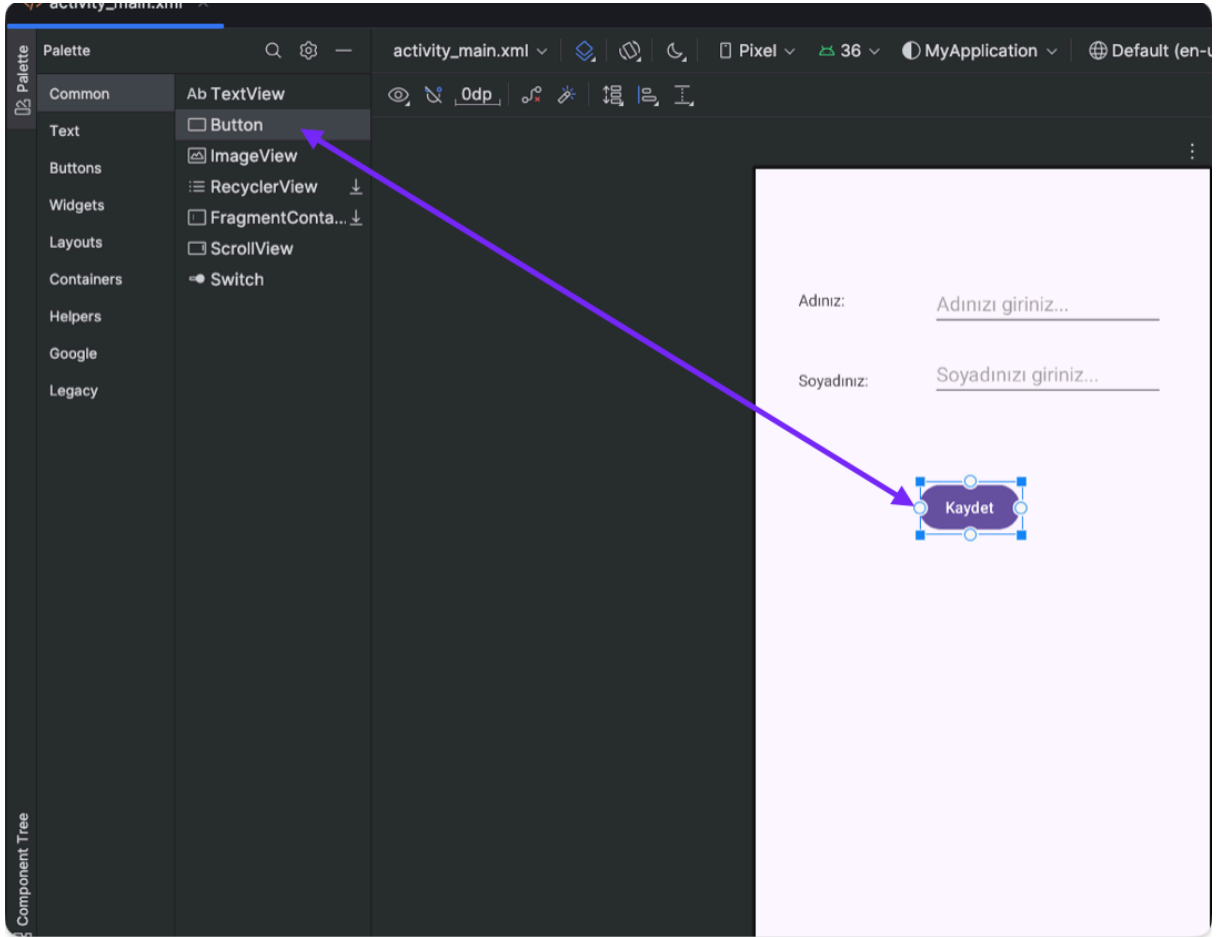 activity_main.xml
Palette
Palette
activity_main.xml
Pixel
36
MyApplication
Default (en-u
Common
Text
Buttons
Widgets
Layouts
Containers
Helpers
Google
Legacy
Ab TextView
Button
ImageView
RecyclerView
FragmentConta...
ScrollView
Switch
0dp
Adınız:
Adınızı giriniz...
Soyadınız:
Soyadınızı giriniz...
Kaydet
Component Tree